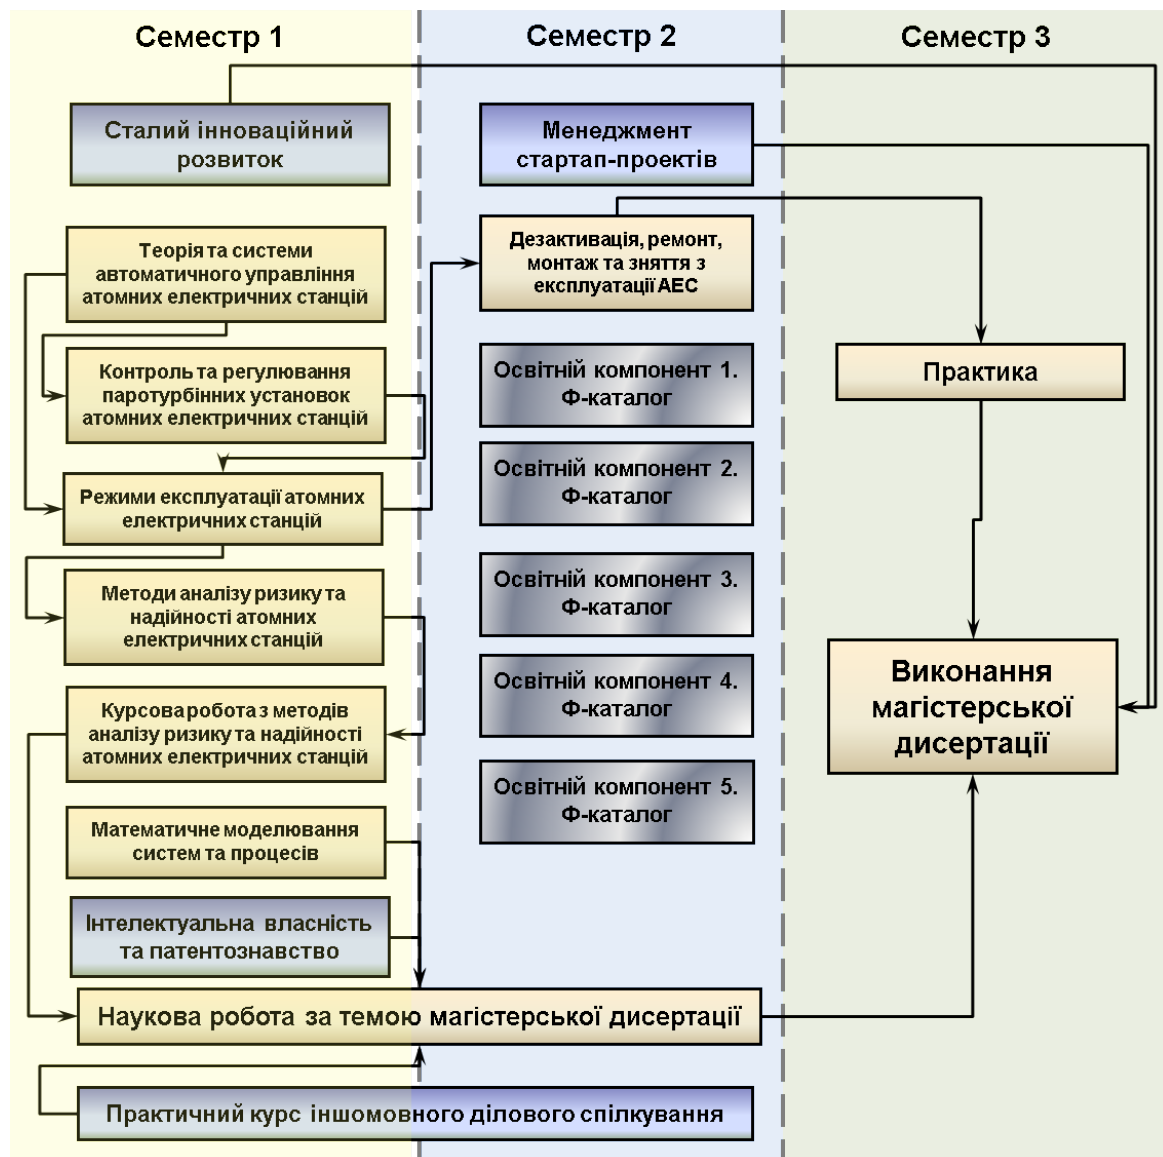 Семестр 1
Семестр 2
Семестр 3
Сталий інноваційний
розвиток
Менеджмент
стартап-проектів
Теорія та системи
автоматичного управління
атомних електричних станцій
Дезактивація, ремонт,
монтаж та зняття з
експлуатації АЕС
Контроль та регулювання
паротурбінних установок
атомних електричних станцій
Освітній компонент 1.
Ф-каталог
Практика
Режими експлуатації атомних
електричних станцій
Освітній компонент 2.
Ф-каталог
Методи аналізу ризику та
надійності атомних
електричних станцій
Освітній компонент 3.
Ф-каталог
Курсова робота з методів
аналізу ризику та надійності
атомних електричних станцій
Освітній компонент 4.
Ф-каталог
Виконання
магістерської
дисертації
Математичне моделювання
систем та процесів
Освітній компонент 5.
Ф-каталог
Інтелектуальна власність
та патентознавство
Наукова робота за темою магістерської дисертації
Практичний курс іншомовного ділового спілкування